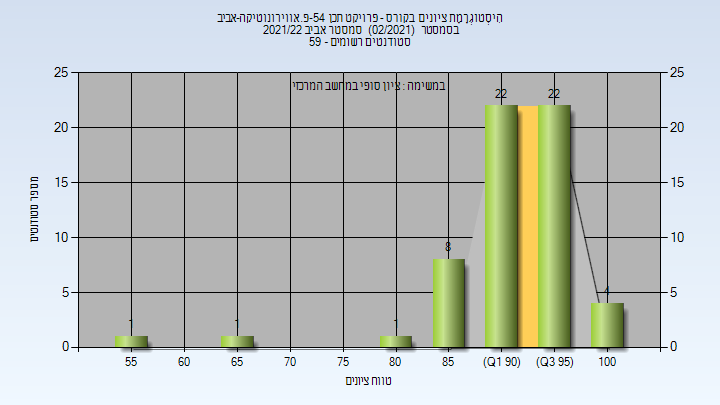 היסטוגרמת ציונים בקורס - פרויקט תכן 54-פ.אווירונוטיקה-אביב
בסמסטר (02/2021) סמסטר אביב 2021/22
סטודנטים רשומים - 59
במשימה : ציון סופי במחשב המרכזי
25 25
20 20
15 15
10 10
5 5
0 0
מספר סטודנטים
1 1 1 8 22 22 4
55 60 65 70 75 80 85 (Q1 90) (Q3 95) 100
טווח ציונים